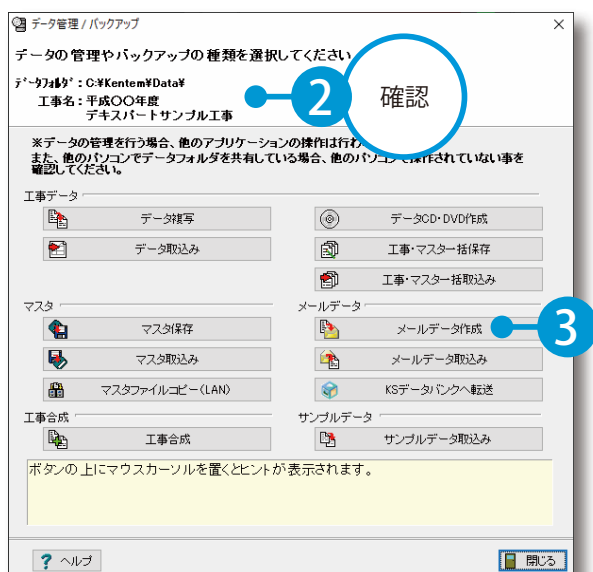 データ管理 / バックアップ
データの管理やバックアップの種類を選択してください
データフォルダ：C:¥Kentem¥Data¥
工事名：平成〇〇年度
デキスパートサンプル工事
2
確認
※データの管理を行う場合、他のアプリケーションの操作は行わ
また、他のパソコンでデータフォルダを共有している場合、他のパソコンで操作されていない事を
確認してください。
工事データ
データ複写
データCD・DVD作成
データ取込み
工事・マスタ一括保存
工事・マスタ一括取込み
マスタ
メールデータ
マスタ保存
メールデータ作成
3
マスタ取込み
メールデータ取込み
マスタファイルコピー（LAN）
KSデータバンクへ転送
工事合成
サンプルデータ
工事合成
サンプルデータ取込み
ボタンの上にマウスカーソルを置くとヒントが表示されます。
? ヘルプ
閉じる